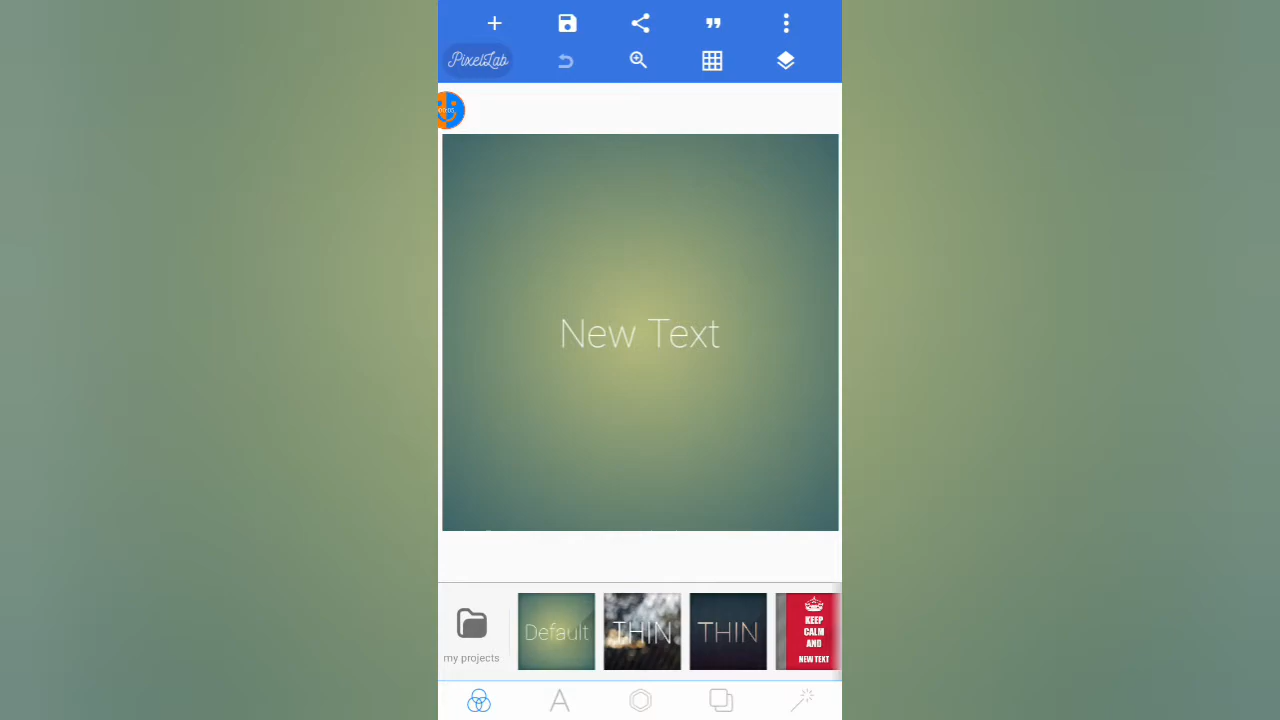 PixelLab
New Text
my projects
Default
THIN
THIN
KEEP
CALM
AND
NEW TEXT